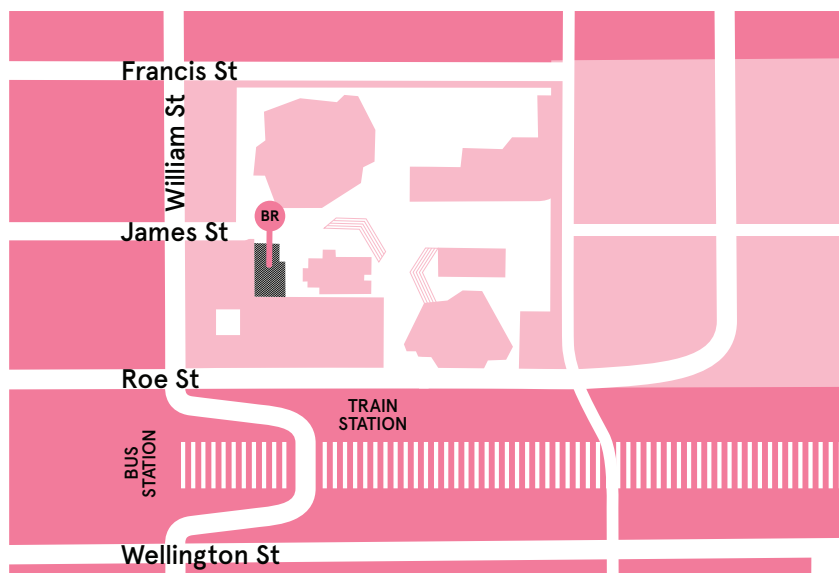 Francis St
William St
BR
James St
Roe St
TRAIN
STATION
BUS
STATION
Wellington St